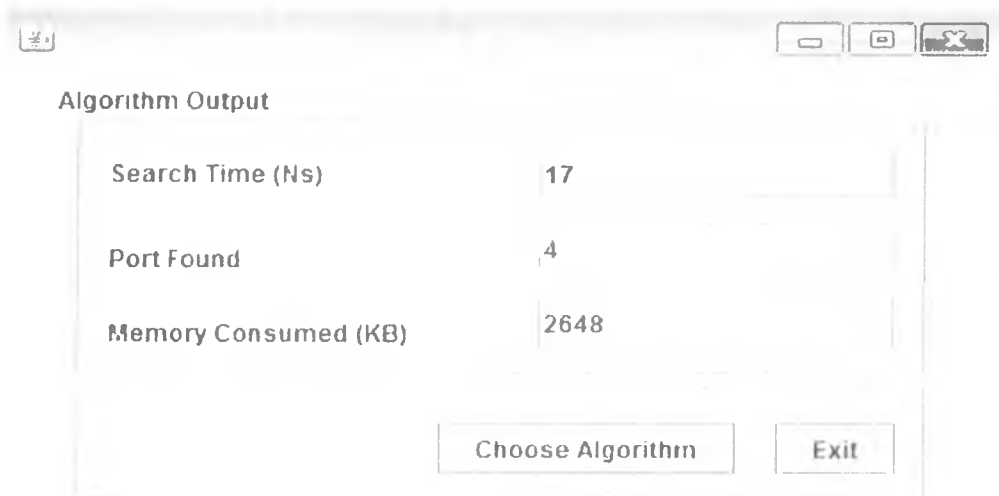 Algorithm Output
Search Time (Ns) 17
Port Found 4
Memory Consumed (KB) 2648
Choose Algorithm Exit